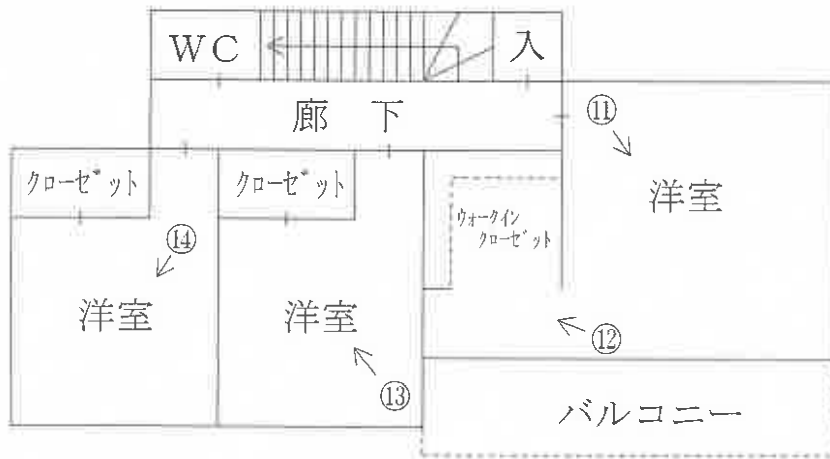 WC
入
廊 下
⑪
洋室
クローゼット
クローゼット
ウォークイン
クローゼット
⑭
洋室
洋室
⑫
⑬
バルコニー